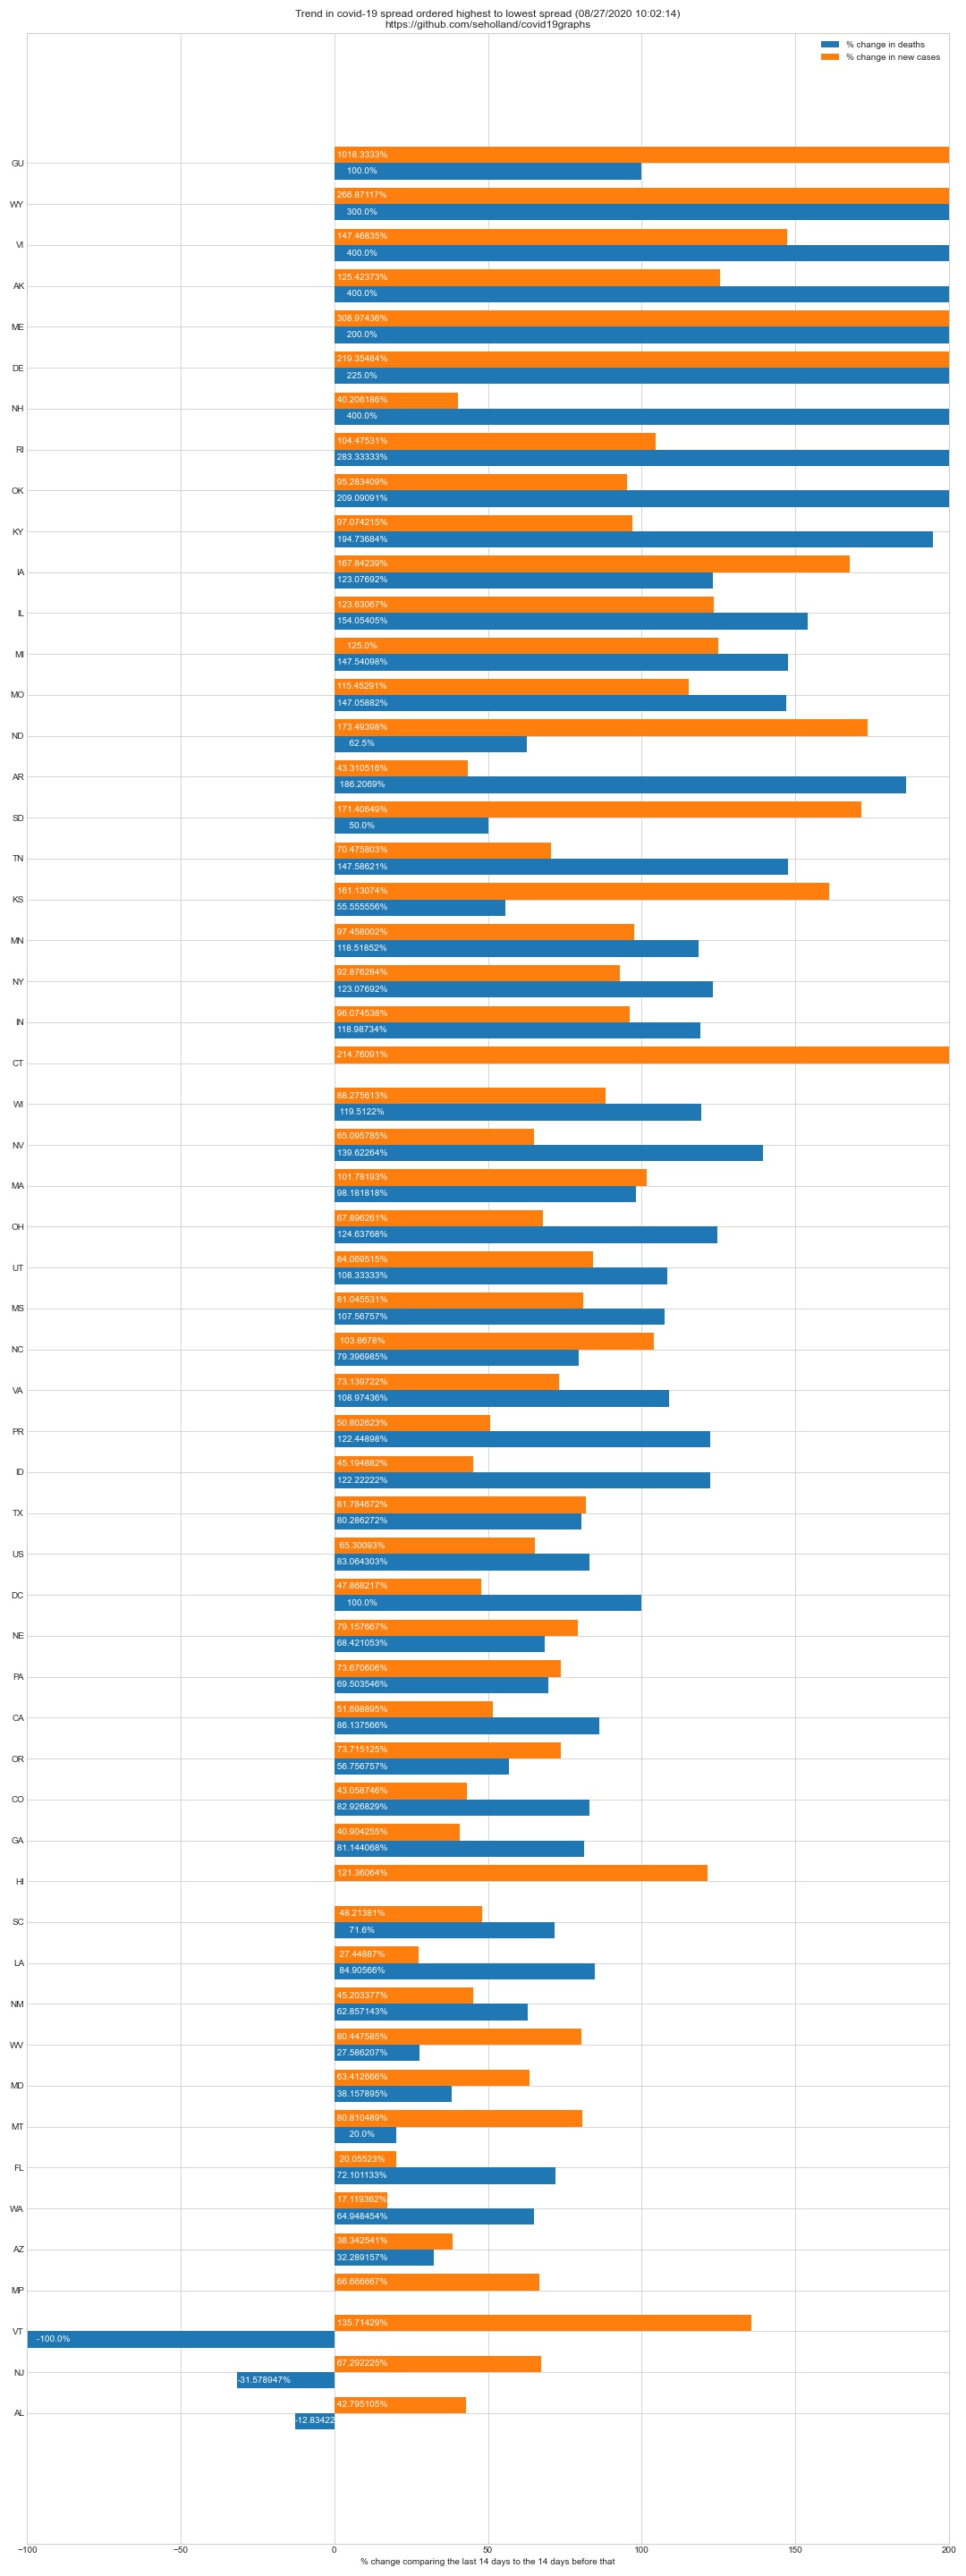 Trend in covid-19 spread ordered highest to lowest spread (08/27/2020 10:02:14)
https://github.com/seholland/covid19graphs
% change in deaths
% change in new cases
1018.3333%
GU
100.0%
266.87117%
WY
300.0%
147.46835%
VI
400.0%
125.42373%
AK
400.0%
308.97436%
ME
200.0%
219.35484%
DE
225.0%
40.206186%
NH
400.0%
104.47531%
RI
283.33333%
95.283409%
OK
209.09091%
97.074215%
KY
194.73684%
167.84239%
IA
123.07692%
123.63067%
IL
154.05405%
125.0%
MI
147.54098%
115.45291%
MO
147.05882%
173.49398%
ND
62.5%
43.310516%
AR
186.2069%
171.40649%
SD
50.0%
70.475803%
TN
147.58621%
161.13074%
KS
55.555556%
97.458002%
MN
118.51852%
92.876284%
NY
123.07692%
96.074538%
IN
118.98734%
214.76091%
CT
88.275613%
WI
119.5122%
65.095785%
NV
139.62264%
101.78193%
MA
98.181818%
67.896261%
OH
124.63768%
84.069515%
UT
108.33333%
81.045531%
MS
107.56757%
103.8678%
NC
79.396985%
73.139722%
VA
108.97436%
50.802623%
PR
122.44898%
45.194882%
ID
122.22222%
81.784672%
TX
80.286272%
65.30093%
US
83.064303%
47.868217%
DC
100.0%
79.157667%
NE
68.421053%
73.670606%
PA
69.503546%
51.698895%
CA
86.137566%
73.715125%
OR
56.756757%
43.058746%
CO
82.926829%
40.904255%
GA
81.144068%
121.36064%
HI
48.21381%
SC
71.6%
27.44887%
LA
84.90566%
45.203377%
NM
62.857143%
80.447585%
WV
27.586207%
63.412666%
MD
38.157895%
80.810489%
MT
20.0%
20.05523%
FL
72.101133%
17.119362%
WA
64.948454%
38.342541%
AZ
32.289157%
66.666667%
MP
135.71429%
VT
-100.0%
67.292225%
NJ
-31.578947%
42.795105%
AL
-12.83422
−100 −50 0 50 100 150 200
% change comparing the last 14 days to the 14 days before that